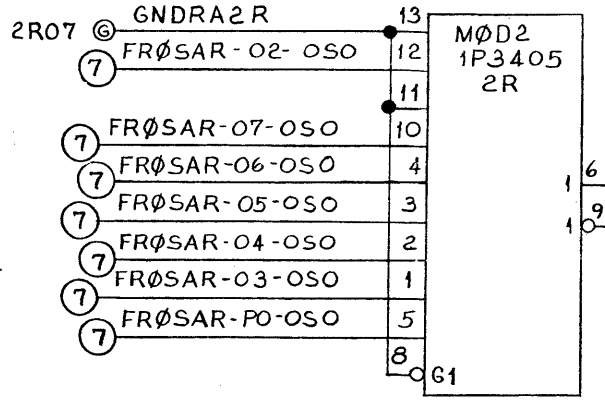 2R07 G GNDRA2R 13
7 FRØSAR-02-OSO 12
11
7 FRØSAR-07-OSO 10
7 FRØSAR-06-OSO 4
7 FRØSAR-05-OSO 3
7 FRØSAR-04-OSO 2
7 FRØSAR-03-OSO 1
7 FRØSAR-PO-OSO 5
8 G1
MØD2
1P3405
2R
1 6
1 9